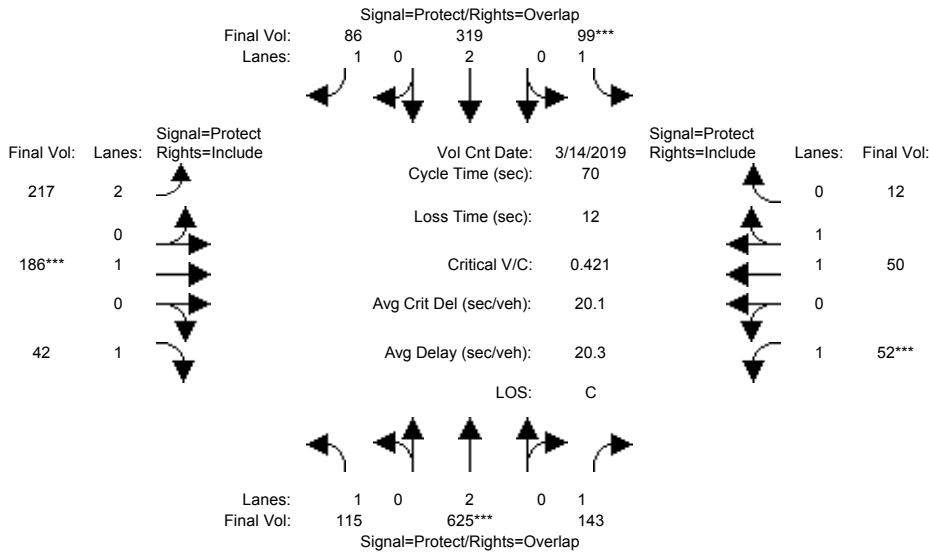 Signal=Protect/Rights=Overlap
Final Vol: 86 319 99***
Lanes: 1 0 2 0 1
Signal=Protect
Final Vol: Lanes: Rights=Include
Vol Cnt Date: 3/14/2019
Signal=Protect
Rights=Include Lanes: Final Vol:
Cycle Time (sec): 70
217 2
0 12
Loss Time (sec): 12
0
1
186*** 1
Critical V/C: 0.421
1 50
0
Avg Crit Del (sec/veh): 20.1
0
42 1
Avg Delay (sec/veh): 20.3
1 52***
LOS: C
Lanes: 1 0 2 0 1
Final Vol: 115 625*** 143
Signal=Protect/Rights=Overlap